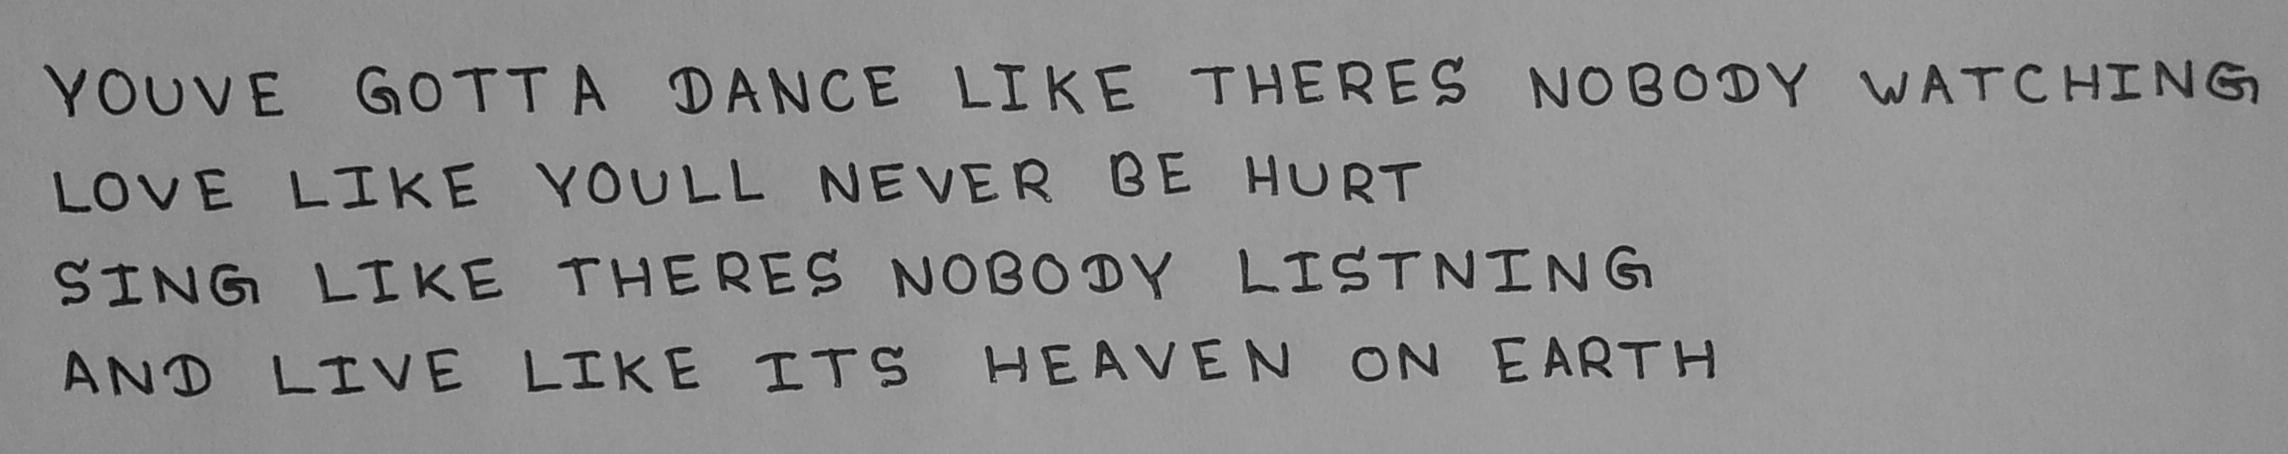 YOUVE GOTTA DANCE LIKE THERES NOBODY WATCHING
LOVE LIKE YOULL NEVER BE HURT
SING LIKE THERES NOBODY LISTNING
AND LIVE LIKE ITS HEAVEN ON EARTH